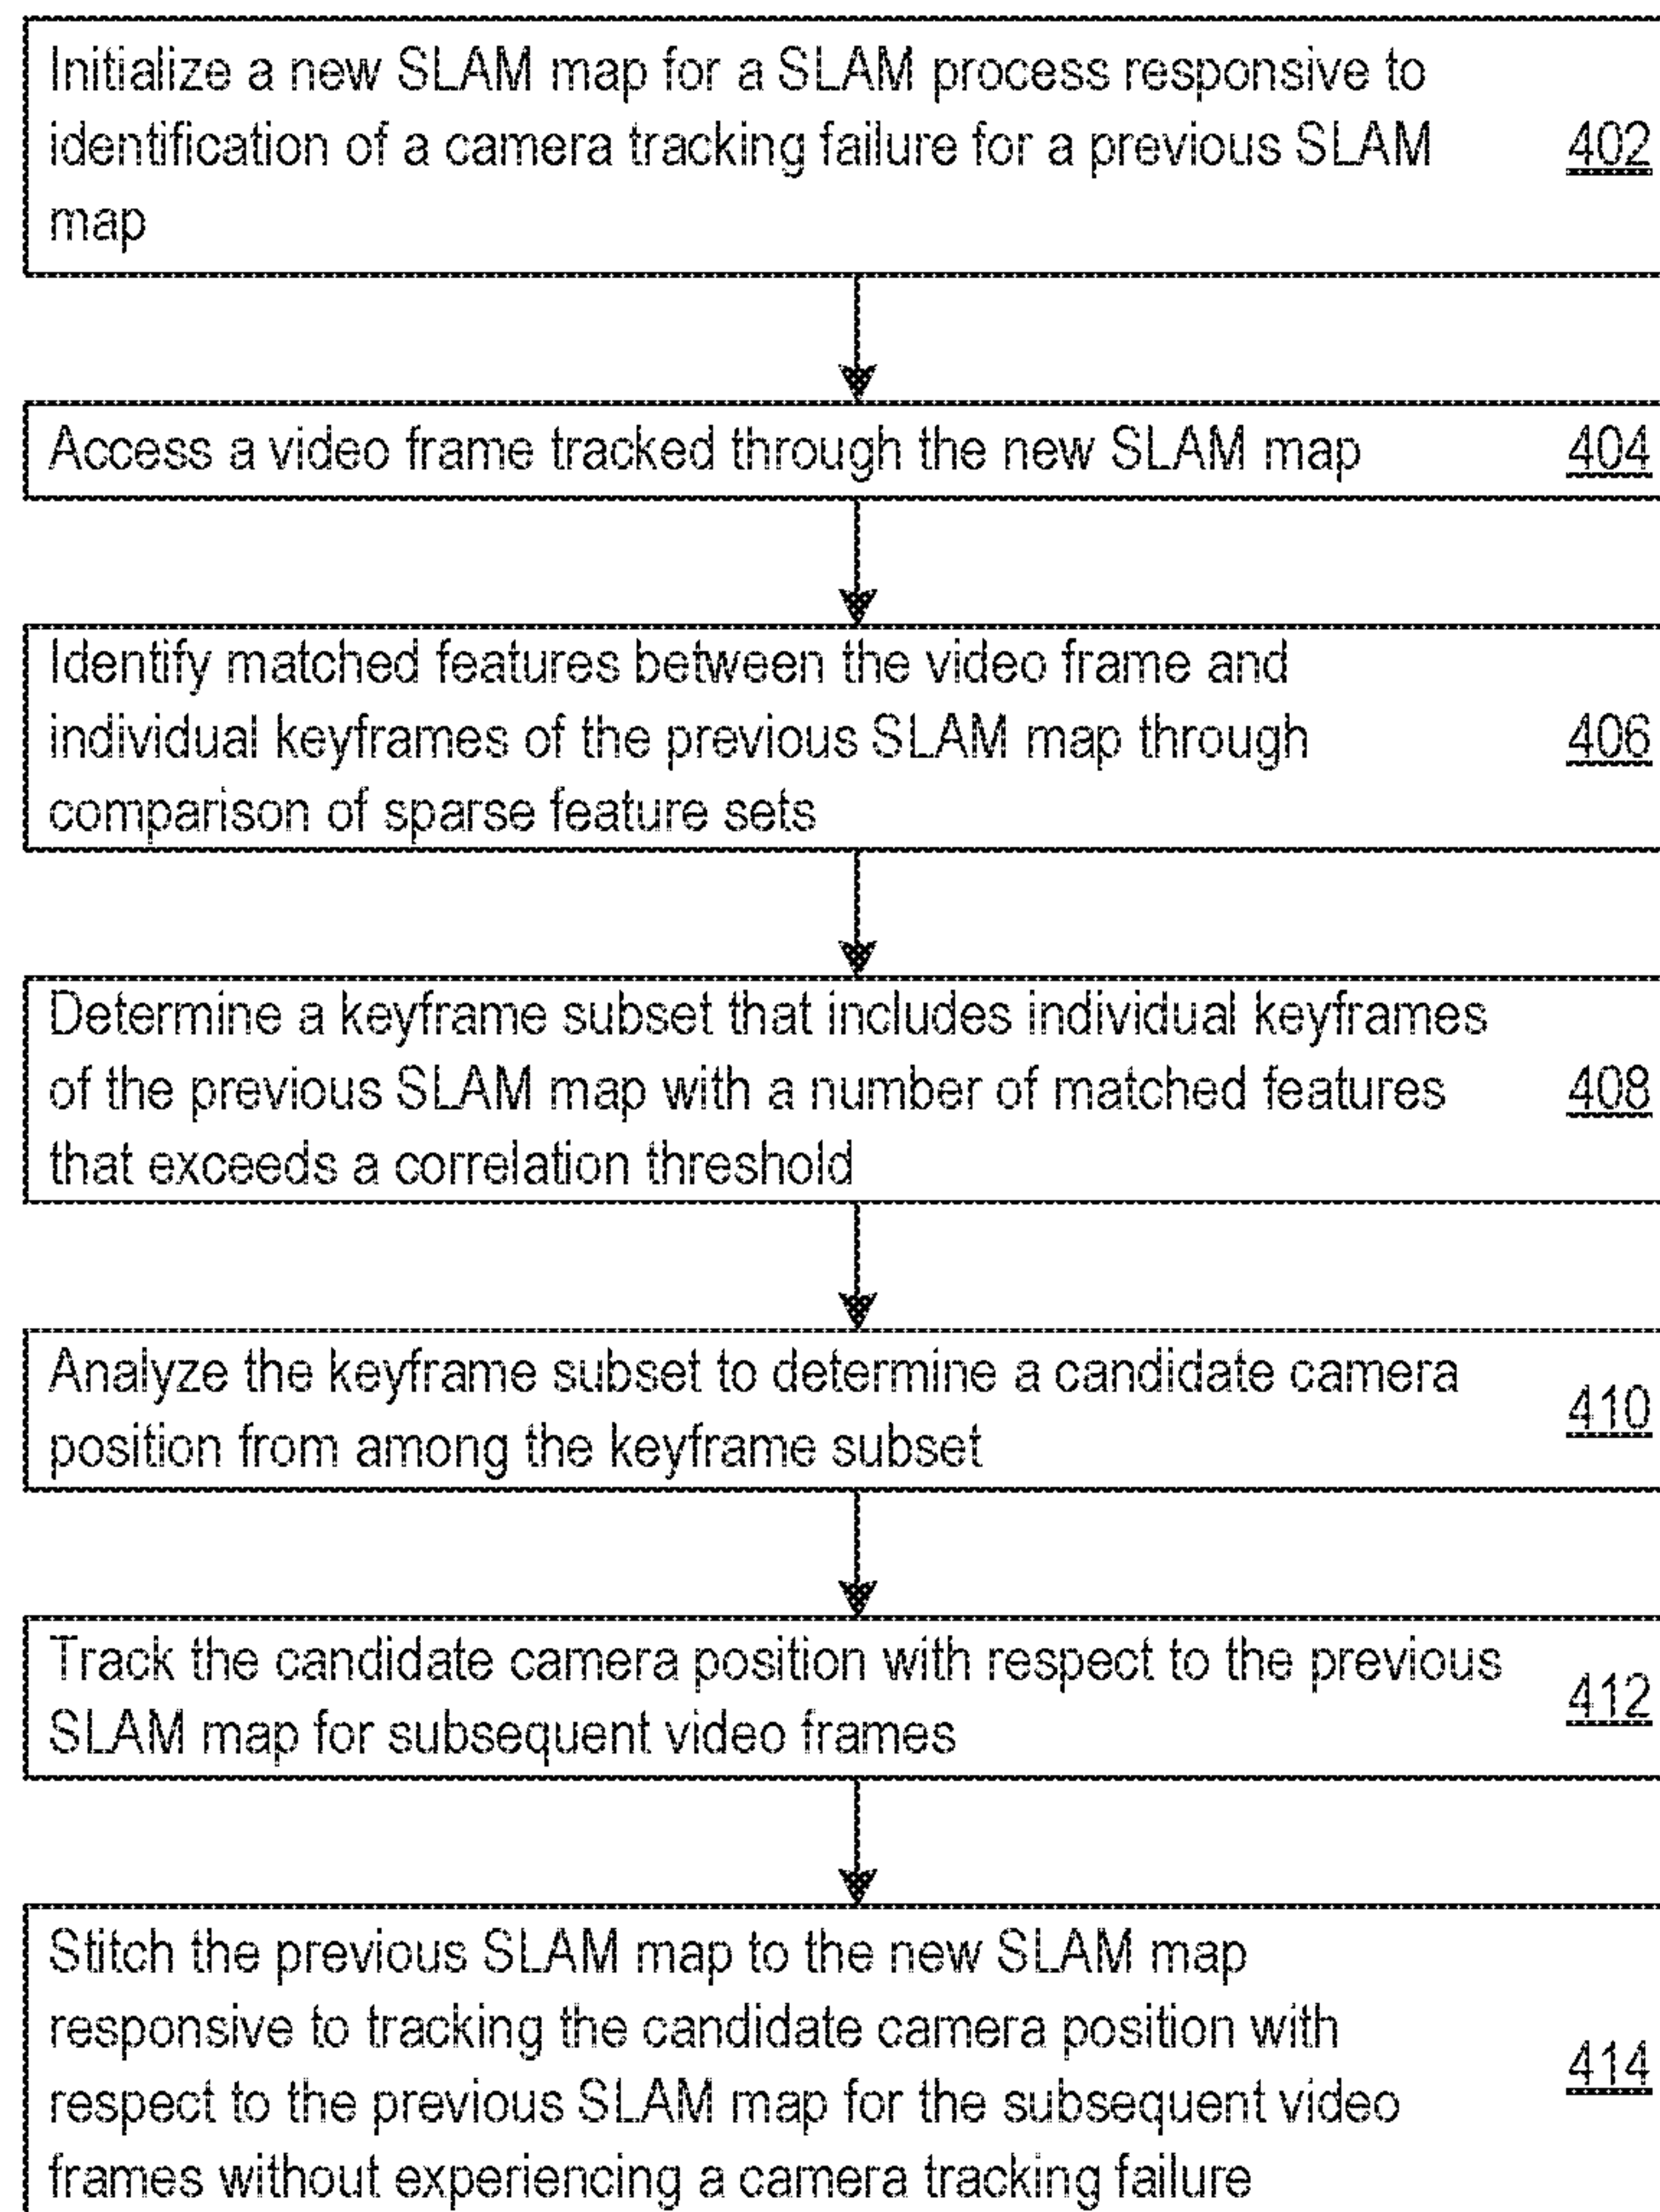 Initialize a new SLAM map for a SLAM process responsive to
identification of a camera tracking failure for a previous SLAM
map
402
Access a video frame tracked through the new SLAM map
404
Identify matched features between the video frame and
individual keyframes of the previous SLAM map through
comparison of sparse feature sets
406
Determine a keyframe subset that includes individual keyframes
of the previous SLAM map with a number of matched features
that exceeds a correlation threshold
408
Analyze the keyframe subset to determine a candidate camera
position from among the keyframe subset
410
Track the candidate camera position with respect to the previous
SLAM map for subsequent video frames
412
Stitch the previous SLAM map to the new SLAM map
responsive to tracking the candidate camera position with
respect to the previous SLAM map for the subsequent video
frames without experiencing a camera tracking failure
414